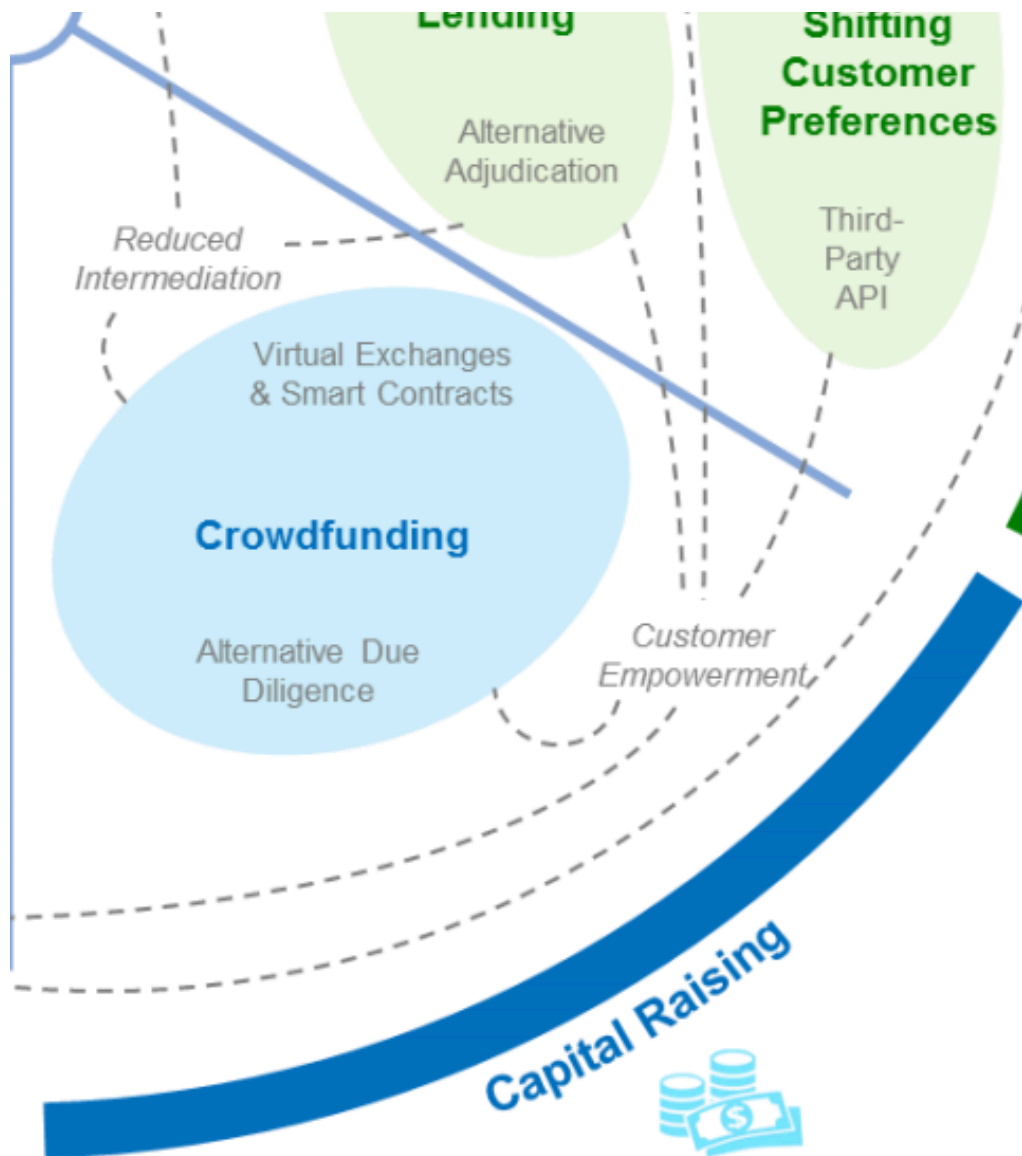 Lending
Alternative
Adjudication
Shifting
Customer
Preferences
Third-
Party
API
Reduced
Intermediation
Virtual Exchanges
& Smart Contracts
Crowdfunding
Alternative Due
Diligence
Customer
Empowerment
Capital Raising
$